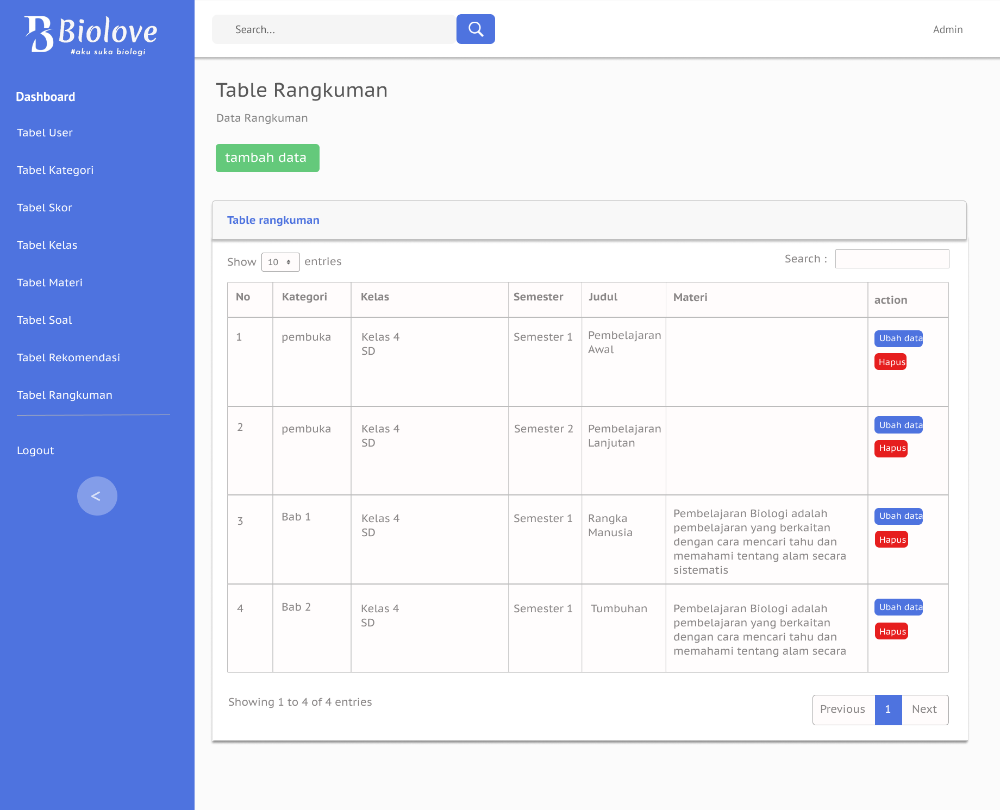 Biolove
#aku suka biologi
Dashboard
Tabel User
Tabel Kategori
Tabel Skor
Tabel Kelas
Tabel Materi
Tabel Soal
Tabel Rekomendasi
Tabel Rangkuman
Logout
<
Search...
Admin
Table Rangkuman
Data Rangkuman
tambah data
Table rangkuman
Show 10 entries
Search :
No Kategori Kelas Semester Judul Materi action
1 pembuka Kelas 4 Semester 1 Pembelajaran Ubah data
SD Awal
Hapus
2 pembuka Kelas 4 Semester 2 Pembelajaran Ubah data
SD Lanjutan
Hapus
3 Bab 1 Kelas 4 Semester 1 Rangka Pembelajaran Biologi adalah Ubah data
SD Manusia pembelajaran yang berkaitan
dengan cara mencari tahu dan Hapus
memahami tentang alam secara
sistematis
4 Bab 2 Kelas 4 Semester 1 Tumbuhan Pembelajaran Biologi adalah Ubah data
SD pembelajaran yang berkaitan
dengan cara mencari tahu dan Hapus
memahami tentang alam secara
Showing 1 to 4 of 4 entries
Previous 1 Next